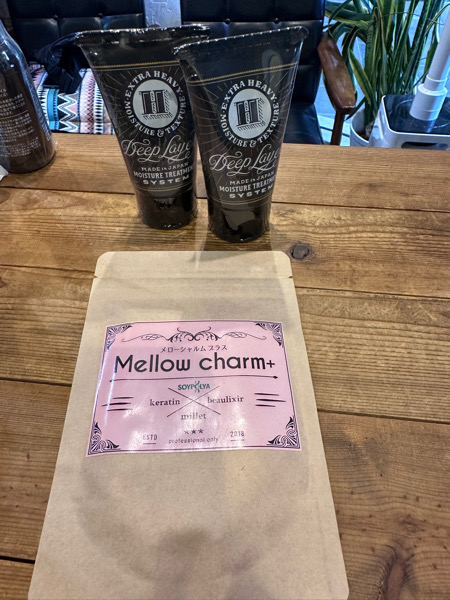 EXTRA HEAVY
H
MOISTURE & TEXTURE
Deep Layer
MADE IN JAPAN
MOISTURE TREATMENT
SYSTEM
EXTRA HEAVY
H
MOISTURE & TEXTURE
Deep Laye
MADE IN JAPAN
MOISTURE TREATMENT
SYSTEM
メローシャルム プラス
Mellow charm+
SOYPOLYA
keratin beaulixir
millet
ESTD 2018
professional only